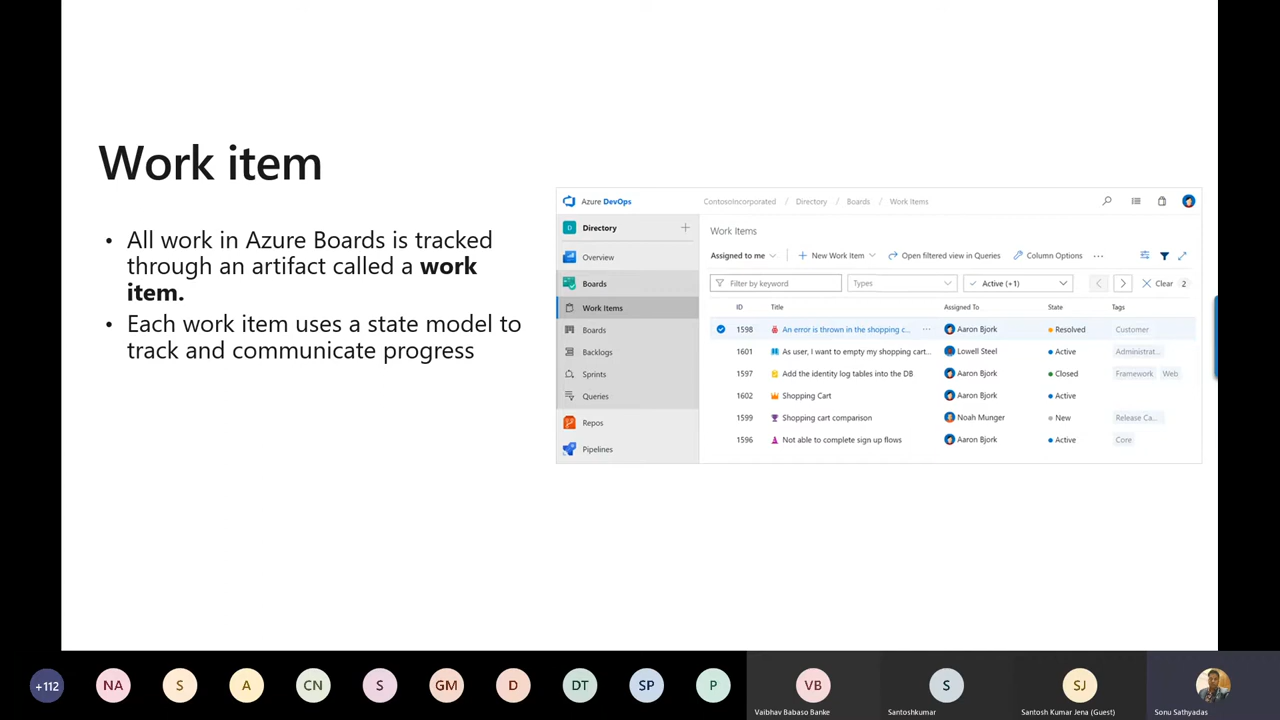 Work item
• All work in Azure Boards is tracked
through an artifact called a work
item.
• Each work item uses a state model to
track and communicate progress
Azure DevOps
ContosoIncorporated / Directory / Boards / Work Items
D Directory
Overview
Boards
Work Items
Boards
Backlogs
Sprints
Queries
Repos
Pipelines
Work Items
Assigned to me New Work Item Open filtered view in Queries Column Options ...
Filter by keyword Types Active (+1) Clear 2
ID Title Assigned To State Tags
1598 An error is thrown in the shopping c... ... Aaron Bjork Resolved Customer
1601 As user, I want to empty my shopping cart... Lowell Steel Active Administrat...
1597 Add the identity log tables into the DB Aaron Bjork Closed Framework Web
1602 Shopping Cart Aaron Bjork Active
1599 Shopping cart comparison Noah Munger New Release Ca...
1596 Not able to complete sign up flows Aaron Bjork Active Core
+112 NA S A CN S GM D DT SP P VB S SJ
Vaibhav Babaso Banke Santoshkumar Santosh Kumar Jena (Guest) Sonu Sathyadas